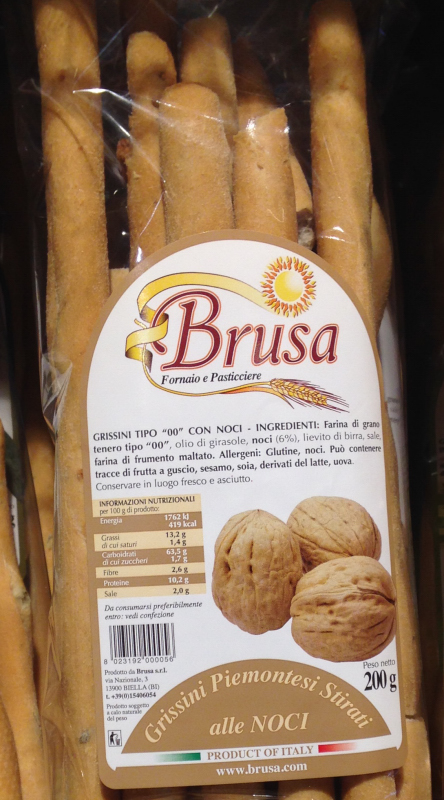 Brusa
Fornaio e Pasticciere
GRISSINI TIPO “00” CON NOCI - INGREDIENTI: Farina di grano
tenero tipo “00”, olio di girasole, noci (6%), lievito di birra, sale,
farina di frumento maltato. Allergeni: Glutine, noci. Può contenere
tracce di frutta a guscio, sesamo, soia, derivati del latte, uova.
Conservare in luogo fresco e asciutto.
INFORMAZIONI NUTRIZIONALI
per 100 g di prodotto:
Energia 1762 kJ
419 kcal
Grassi 13,2 g
di cui saturi 1,4 g
Carboidrati 63,5 g
di cui zuccheri 1,7 g
Fibre 2,6 g
Proteine 10,2 g
Sale 2,0 g
Da consumarsi preferibilmente
entro: vedi confezione
8 023192 000056
Prodotto da Brusa s.r.l.
via Nazionale, 3
13900 BIELLA (BI)
t. +39(0)15406054
Prodotto soggetto
a calo naturale
del peso
Peso netto
200 g
Grissini Piemontesi Stirati
alle NOCI
PRODUCT OF ITALY
www.brusa.com